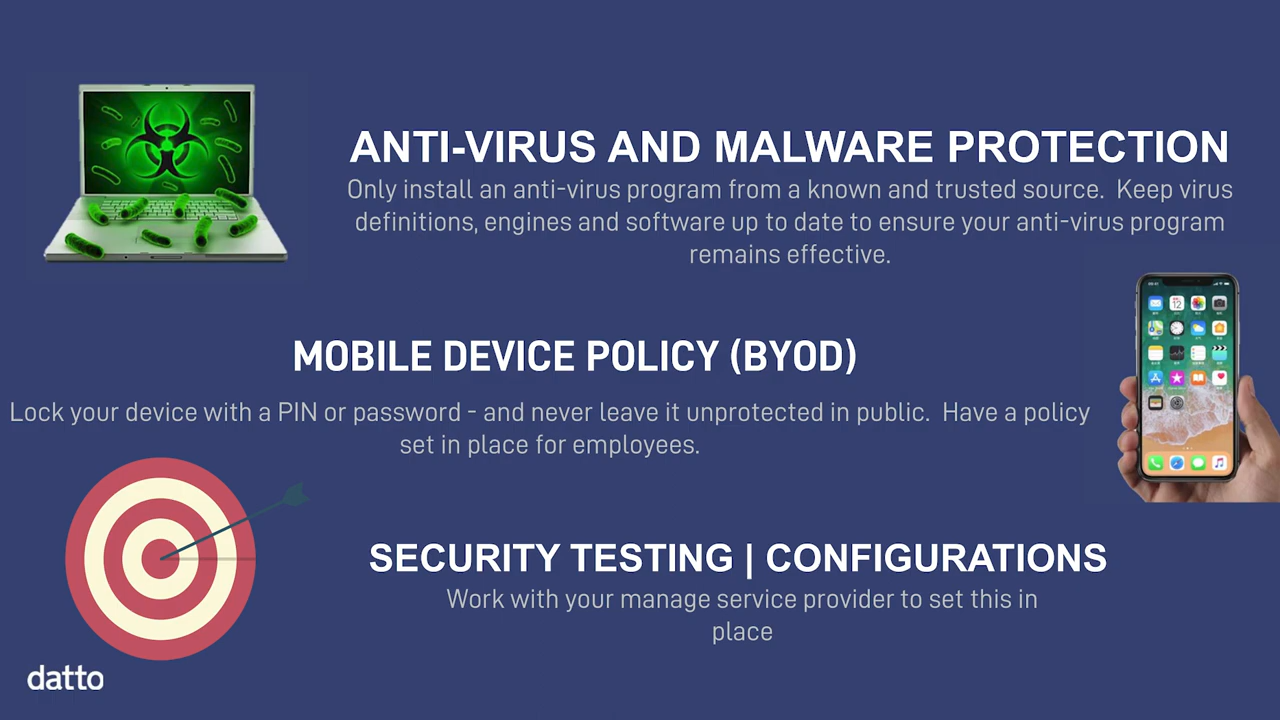 ANTI-VIRUS AND MALWARE PROTECTION
Only install an anti-virus program from a known and trusted source. Keep virus
definitions, engines and software up to date to ensure your anti-virus program
remains effective.
MOBILE DEVICE POLICY (BYOD)
Lock your device with a PIN or password - and never leave it unprotected in public. Have a policy
set in place for employees.
SECURITY TESTING | CONFIGURATIONS
Work with your manage service provider to set this in
place
datto